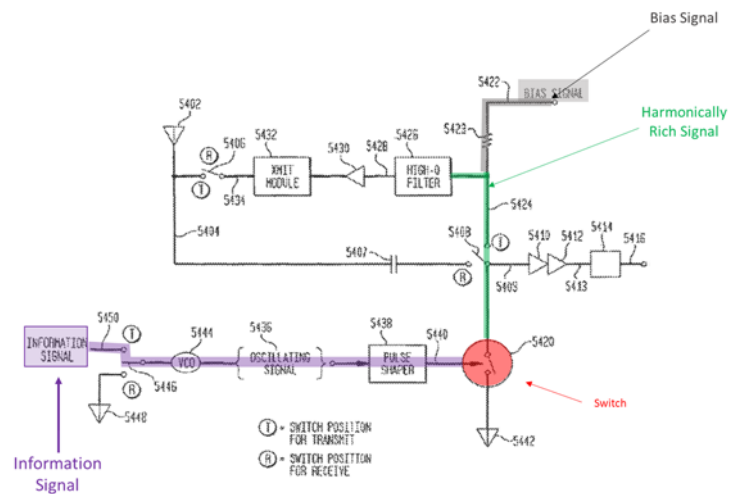 Bias Signal
5422
BIAS SIGNAL
5402
5423
Harmonically
Rich Signal
5406
5432
5430
5428
5426
R
T
XMIT
MODULE
HIGH-Q
FILTER
5434
5424
5404
5407
5408
T
R
5410
5412
5414
5416
5409
5413
5450
T
5444
5436
5438
5440
5420
INFORMATION
SIGNAL
VCO
OSCILLATING
SIGNAL
PULSE
SHAPER
5446
R
5448
Switch
T = SWITCH POSITION
FOR TRANSMIT
5442
R = SWITCH POSITION
FOR RECEIVE
Information
Signal